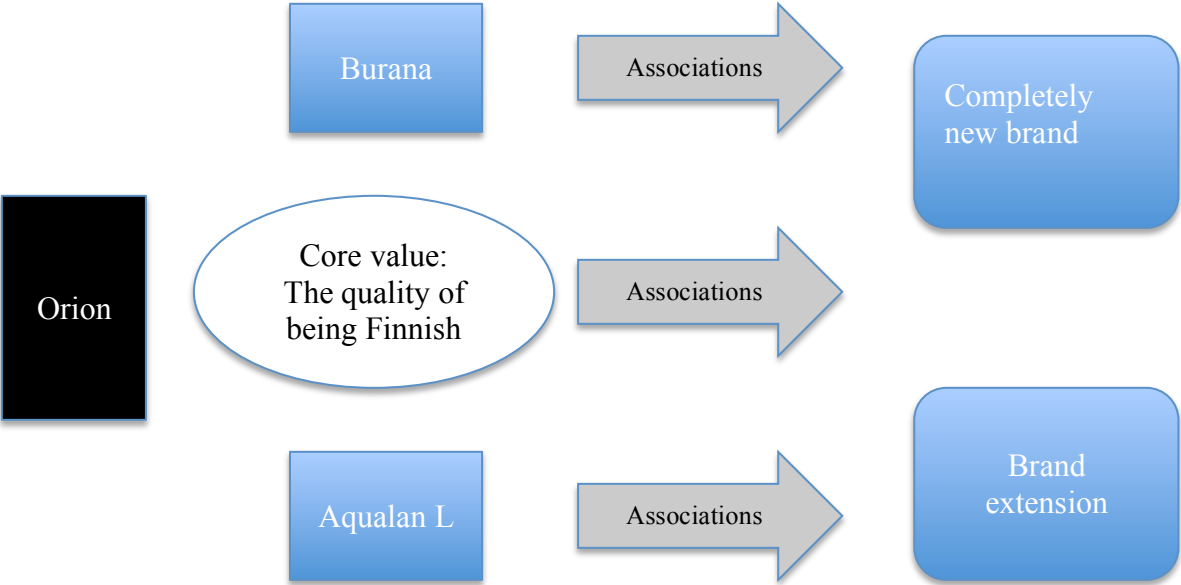 Burana
Associations
Completely
new brand
Orion
Core value:
The quality of
being Finnish
Associations
Aqualan L
Associations
Brand
extension